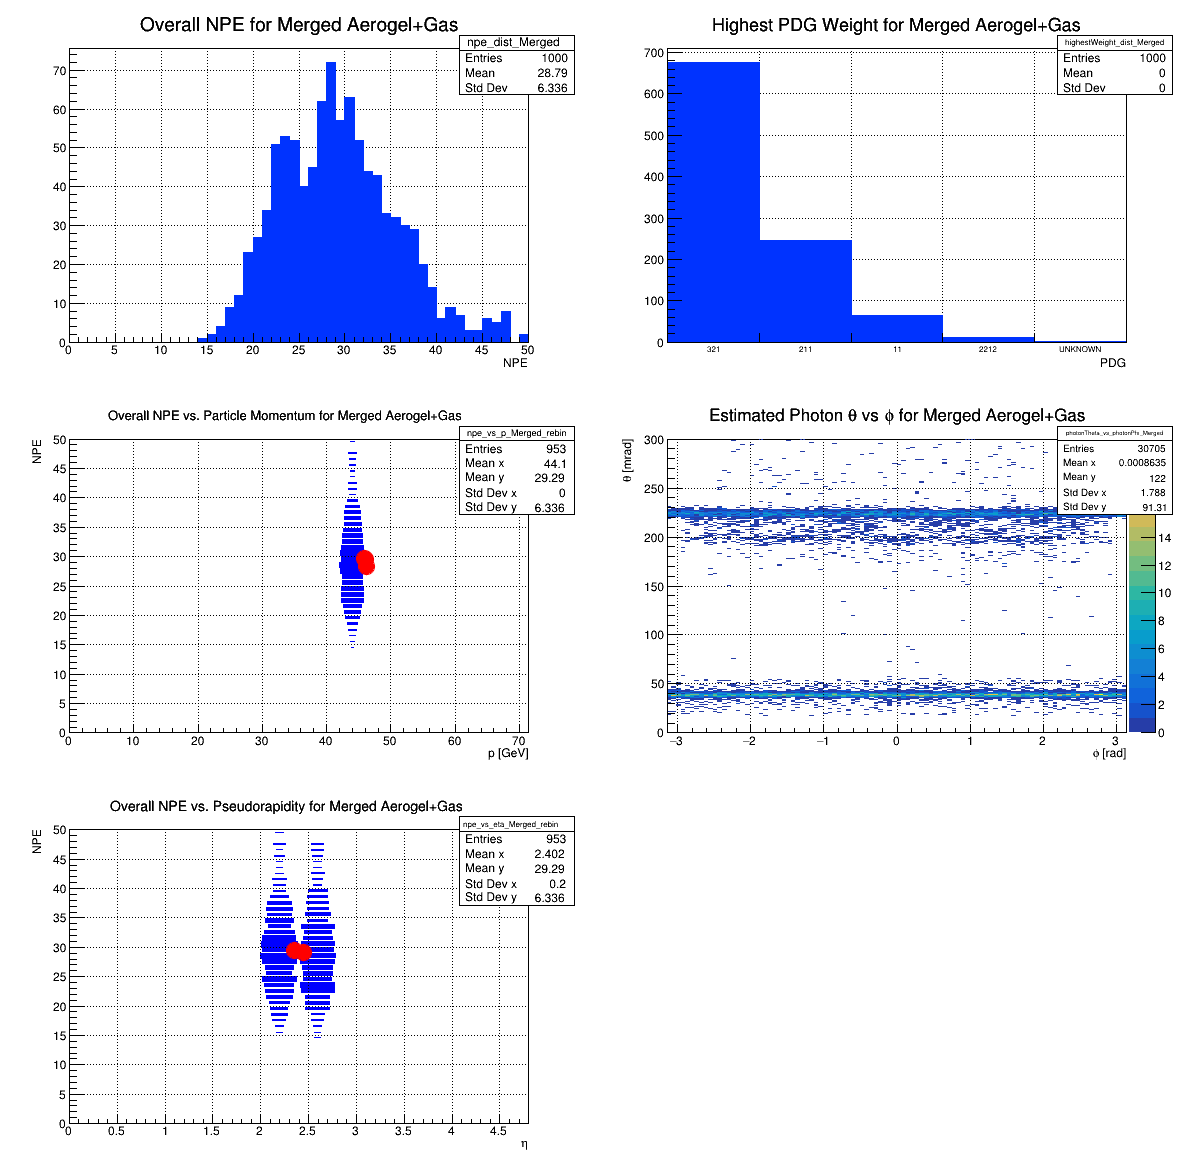 Overall NPE for Merged Aerogel+Gas
npe_dist_Merged
Entries 1000
Mean 28.79
Std Dev 6.336
70
60
50
40
30
20
10
0
0 5 10 15 20 25 30 35 40 45 50
NPE
Highest PDG Weight for Merged Aerogel+Gas
highestWeight_dist_Merged
Entries 1000
Mean 0
Std Dev 0
700
600
500
400
300
200
100
0
321 211 11 2212 UNKNOWN
PDG
Overall NPE vs. Particle Momentum for Merged Aerogel+Gas
npe_vs_p_Merged_rebin
Entries 953
Mean x 44.1
Mean y 29.29
Std Dev x 0
Std Dev y 6.336
NPE
50
45
40
35
30
25
20
15
10
5
0
0 10 20 30 40 50 60 70
p [GeV]
Estimated Photon θ vs ϕ for Merged Aerogel+Gas
photonTheta_vs_photonPhi_Merged
Entries 30705
Mean x 0.0008635
Mean y 122
Std Dev x 1.788
Std Dev y 91.31
θ [mrad]
300
250
200
150
100
50
0
−3 −2 −1 0 1 2 3
ϕ [rad]
14
12
10
8
6
4
2
0
Overall NPE vs. Pseudorapidity for Merged Aerogel+Gas
npe_vs_eta_Merged_rebin
Entries 953
Mean x 2.402
Mean y 29.29
Std Dev x 0.2
Std Dev y 6.336
NPE
50
45
40
35
30
25
20
15
10
5
0
0 0.5 1 1.5 2 2.5 3 3.5 4 4.5
η